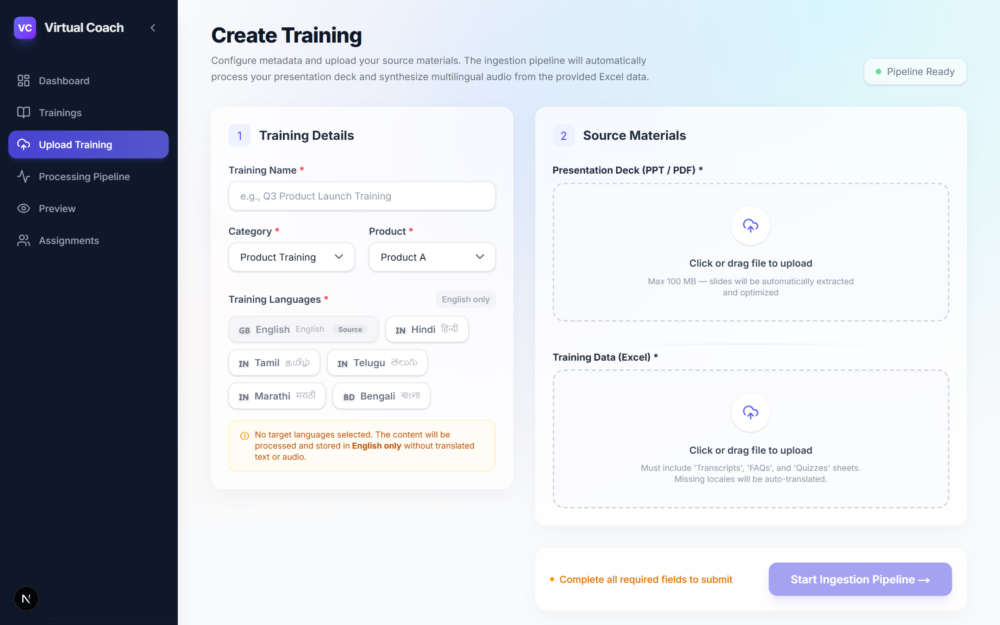 VC
Virtual Coach
Dashboard
Trainings
Upload Training
Processing Pipeline
Preview
Assignments
N
Create Training
Configure metadata and upload your source materials. The ingestion pipeline will automatically
process your presentation deck and synthesize multilingual audio from the provided Excel data.
Pipeline Ready
1 Training Details
Training Name *
e.g., Q3 Product Launch Training
Category * Product *
Product Training Product A
Training Languages * English only
GB English English Source IN Hindi हिन्दी
IN Tamil தமிழ் IN Telugu తెలుగు
IN Marathi मराठी BD Bengali বাংলা
No target languages selected. The content will be
processed and stored in English only without translated
text or audio.
2 Source Materials
Presentation Deck (PPT / PDF) *
Click or drag file to upload
Max 100 MB — slides will be automatically extracted
and optimized
Training Data (Excel) *
Click or drag file to upload
Must include 'Transcripts', 'FAQs', and 'Quizzes' sheets.
Missing locales will be auto-translated.
Complete all required fields to submit
Start Ingestion Pipeline →